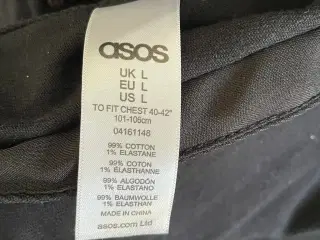 asos
UK L
EU L
US L
TO FIT CHEST 40-42"
101-106cm
04161148
99% COTTON
1% ELASTANE
99% COTON
1% ÉLASTHANNE
99% ALGODÓN
1% ELASTANO
99% BAUMWOLLE
1% ELASTHAN
MADE IN CHINA
asos.com Ltd